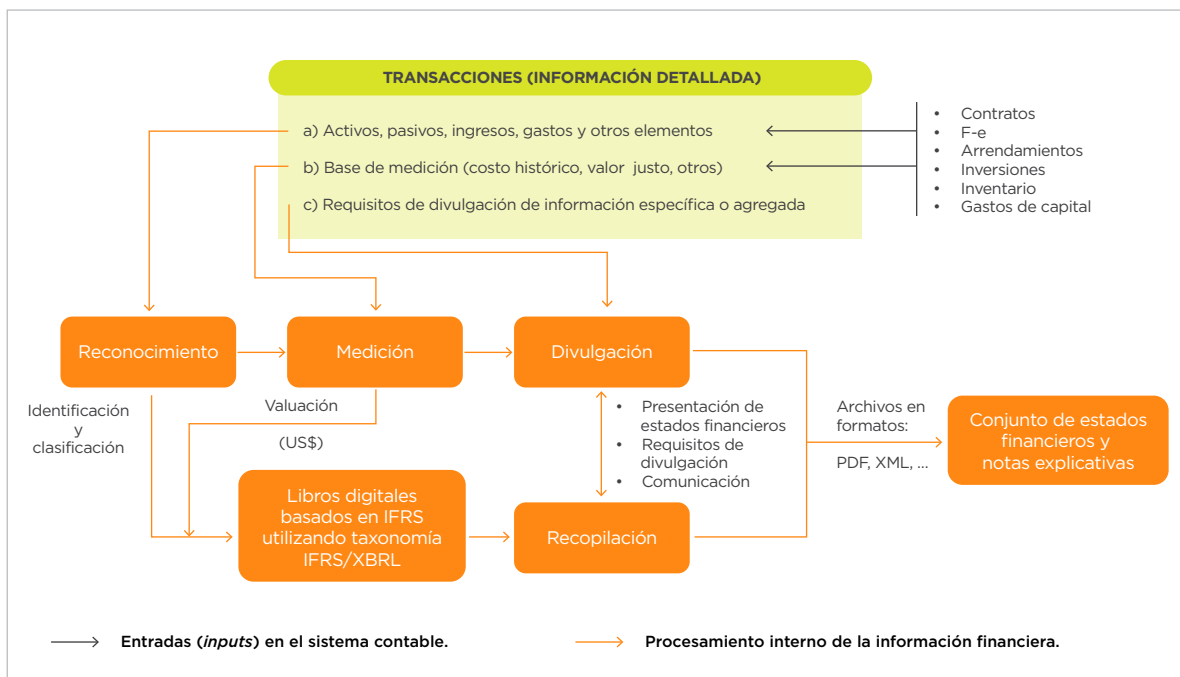 TRANSACCIONES (INFORMACIÓN DETALLADA)
a) Activos, pasivos, ingresos, gastos y otros elementos
b) Base de medición (costo histórico, valor justo, otros)
c) Requisitos de divulgación de información específica o agregada
• Contratos
• F-e
• Arrendamientos
• Inversiones
• Inventario
• Gastos de capital
Reconocimiento
Medición
Divulgación
Identificación
y
clasificación
Valuación
(US$)
• Presentación de
estados financieros
• Requisitos de
divulgación
• Comunicación
Archivos en
formatos:
PDF, XML, ...
Conjunto de estados
financieros y
notas explicativas
Libros digitales
basados en IFRS
utilizando taxonomía
IFRS/XBRL
Recopilación
Entradas (inputs) en el sistema contable.
Procesamiento interno de la información financiera.